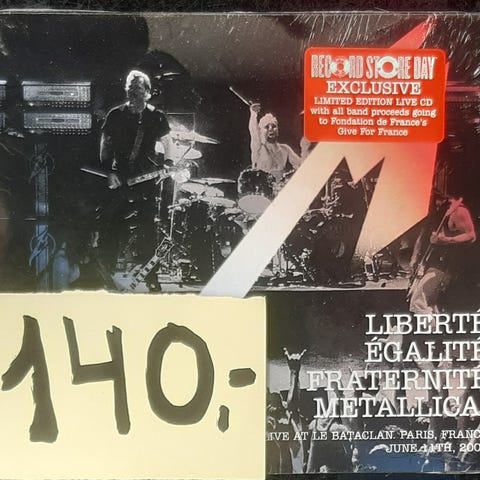 RECORD STORE DAY
EXCLUSIVE
LIMITED EDITION LIVE CD
with all band proceeds going
to Fondation de France's
Give For France
M
LIBERTÉ
ÉGALITÉ
FRATERNITÉ
METALLICA
140:-
LIVE AT LE BATACLAN. PARIS, FRANC
JUNE 11TH, 200